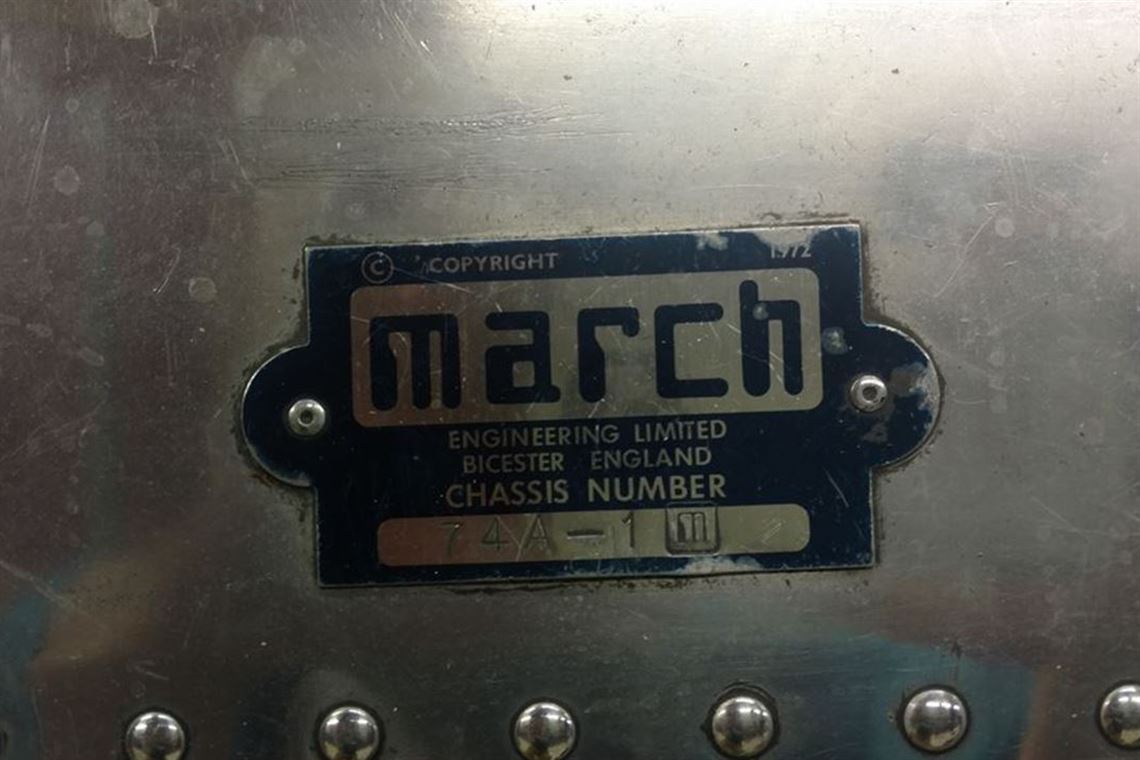 © COPYRIGHT 1972
march
ENGINEERING LIMITED
BICESTER ENGLAND
CHASSIS NUMBER
74A-1 m